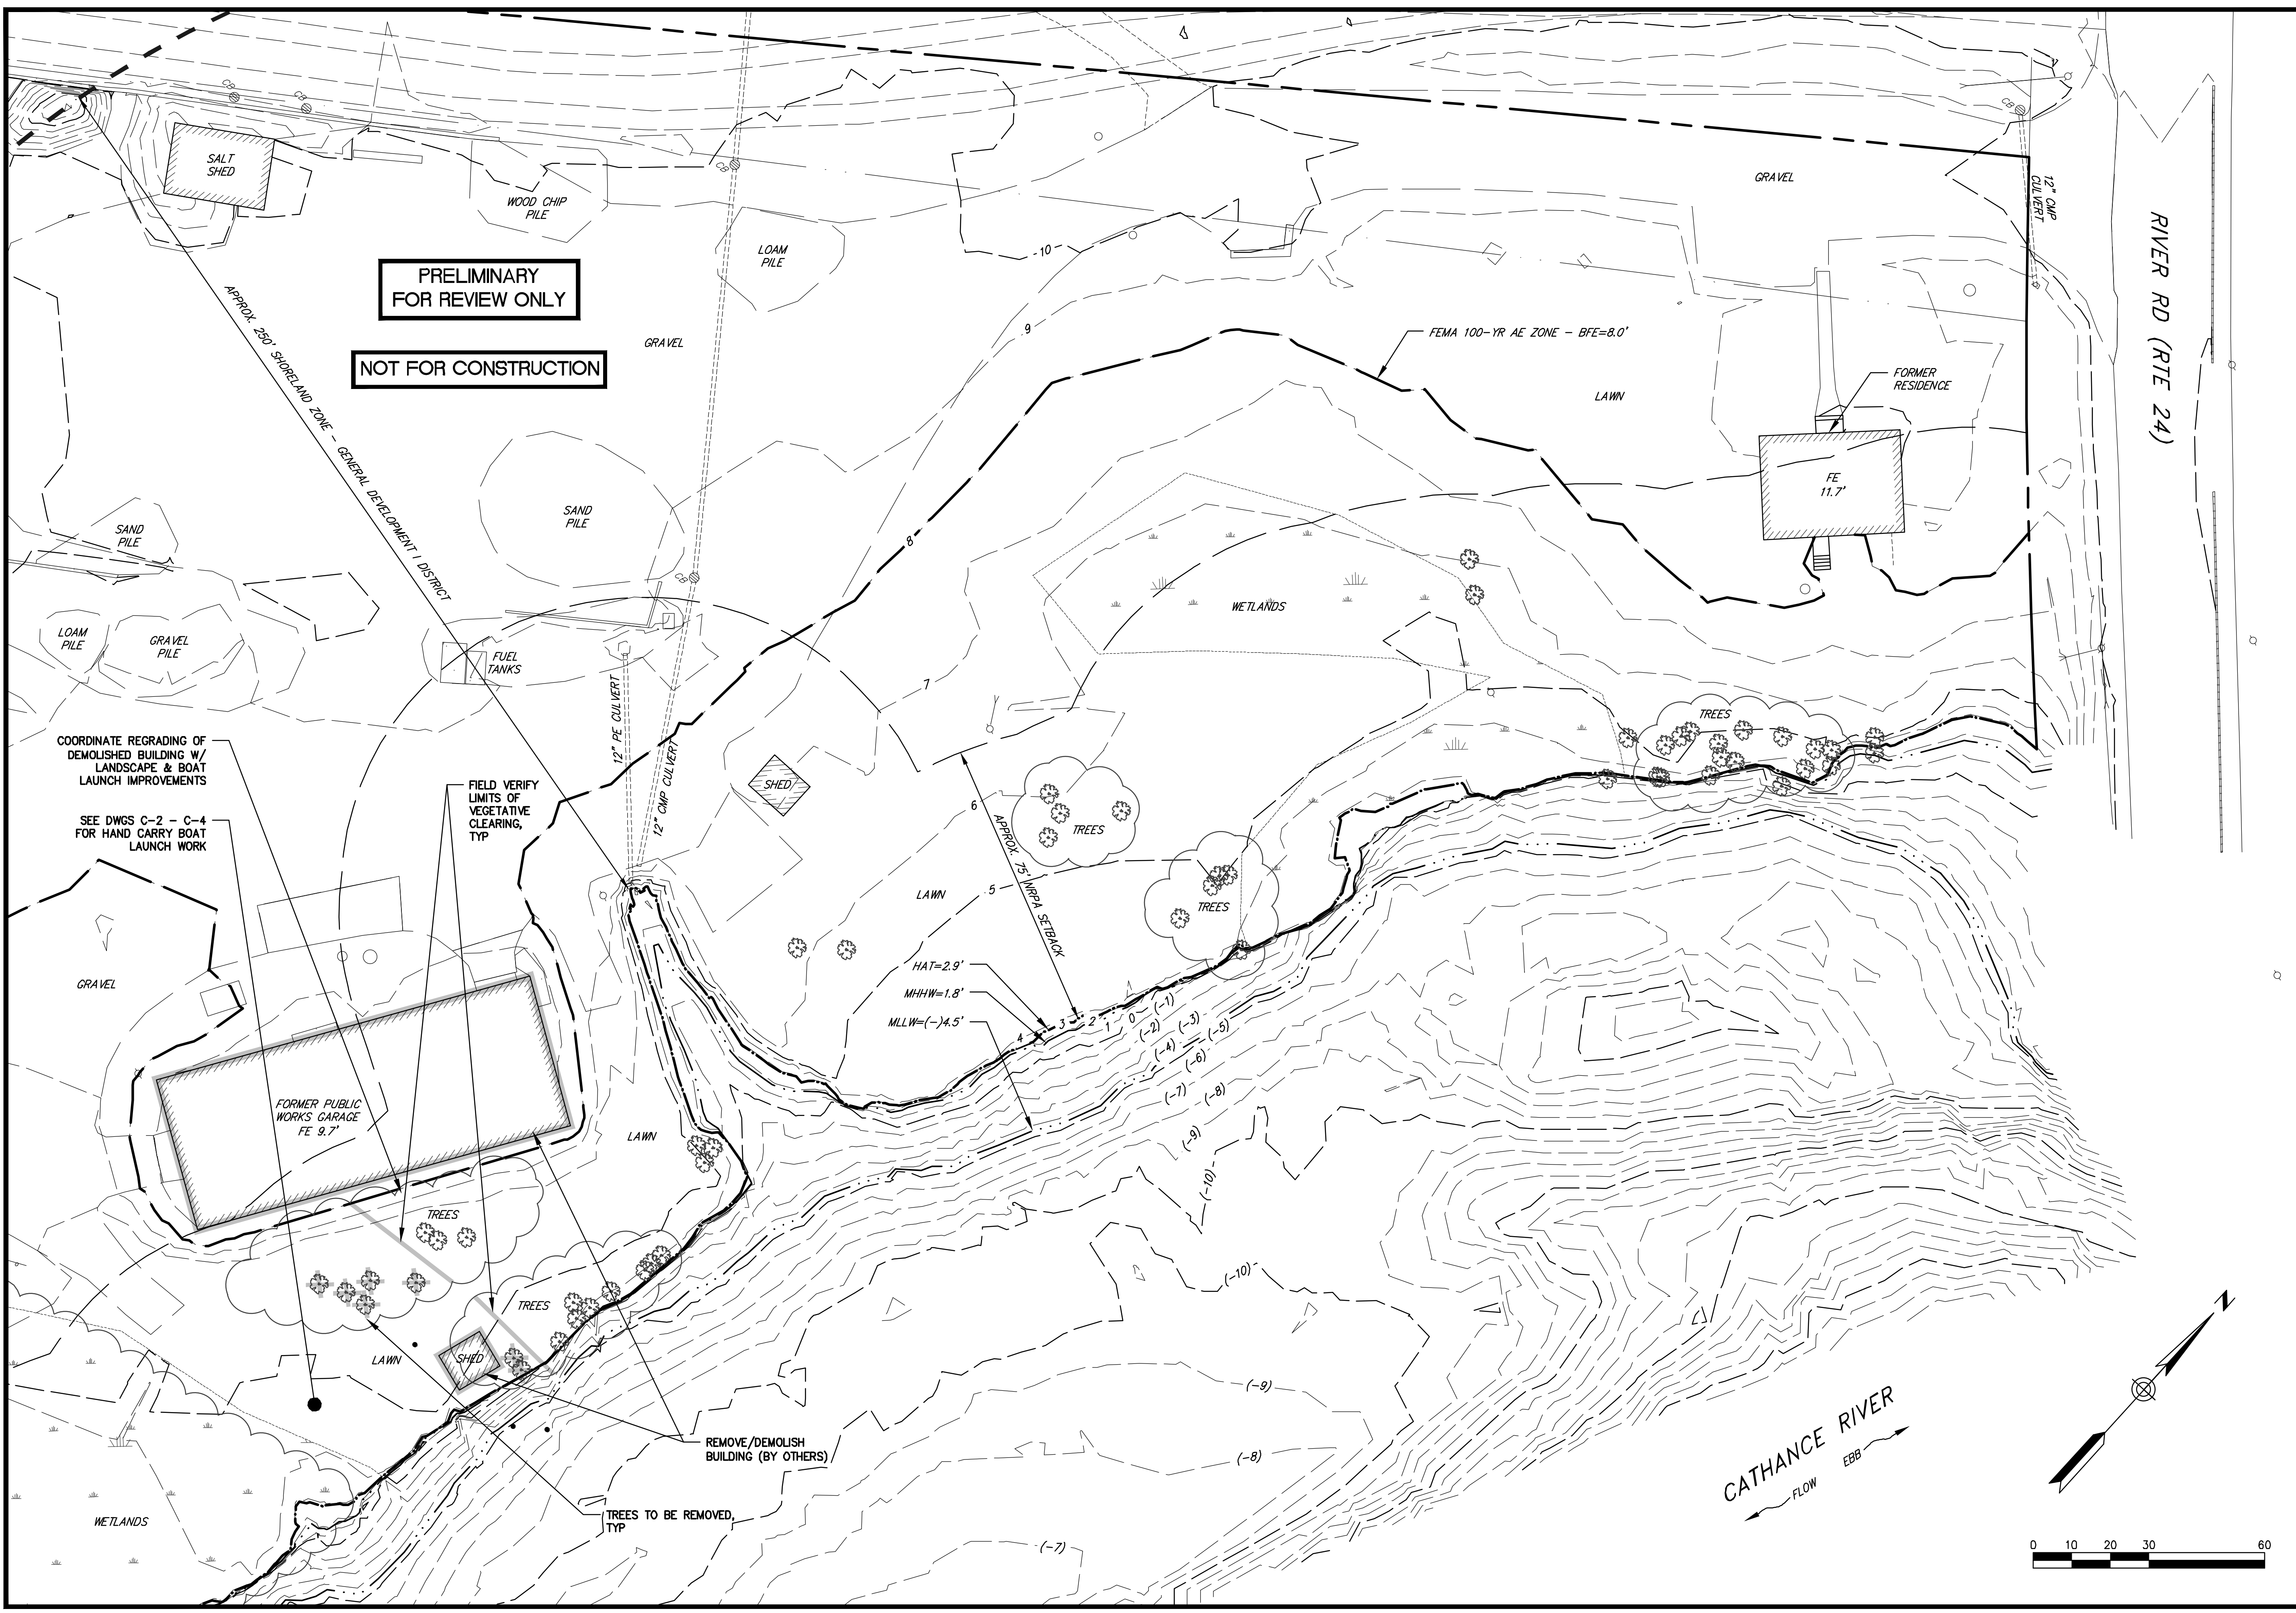 CB
CB
SALT
SHED
WOOD CHIP
PILE
CB
LOAM
PILE
10
GRAVEL
CB
12" CMP
CULVERT
RIVER RD (RTE 24)
PRELIMINARY
FOR REVIEW ONLY
NOT FOR CONSTRUCTION
APPROX. 250' SHORELAND ZONE - GENERAL DEVELOPMENT I DISTRICT
GRAVEL
9
FEMA 100-YR AE ZONE - BFE=8.0'
LAWN
FORMER
RESIDENCE
FE
11.7'
SAND
PILE
SAND
PILE
8
CB
WETLANDS
LOAM
PILE
GRAVEL
PILE
FUEL
TANKS
12" PE CULVERT
12" CMP CULVERT
7
TREES
COORDINATE REGRADING OF
DEMOLISHED BUILDING W/
LANDSCAPE & BOAT
LAUNCH IMPROVEMENTS
SEE DWGS C-2 - C-4
FOR HAND CARRY BOAT
LAUNCH WORK
FIELD VERIFY
LIMITS OF
VEGETATIVE
CLEARING,
TYP
SHED
6
APPROX. 75' NRPA SETBACK
TREES
LAWN
5
TREES
GRAVEL
HAT=2.9'
MHHW=1.8'
MLLW=(-)4.5'
4
3
2
1
0
(-1)
(-2)
(-3)
(-4)
(-5)
(-6)
(-7)
(-8)
(-9)
(-10)
FORMER PUBLIC
WORKS GARAGE
FE 9.7'
LAWN
TREES
(-10)
TREES
LAWN
SHED
(-9)
REMOVE/DEMOLISH
BUILDING (BY OTHERS)
(-8)
TREES TO BE REMOVED,
TYP
(-7)
WETLANDS
CATHANCE RIVER
EBB
FLOW
N
0 10 20 30 60